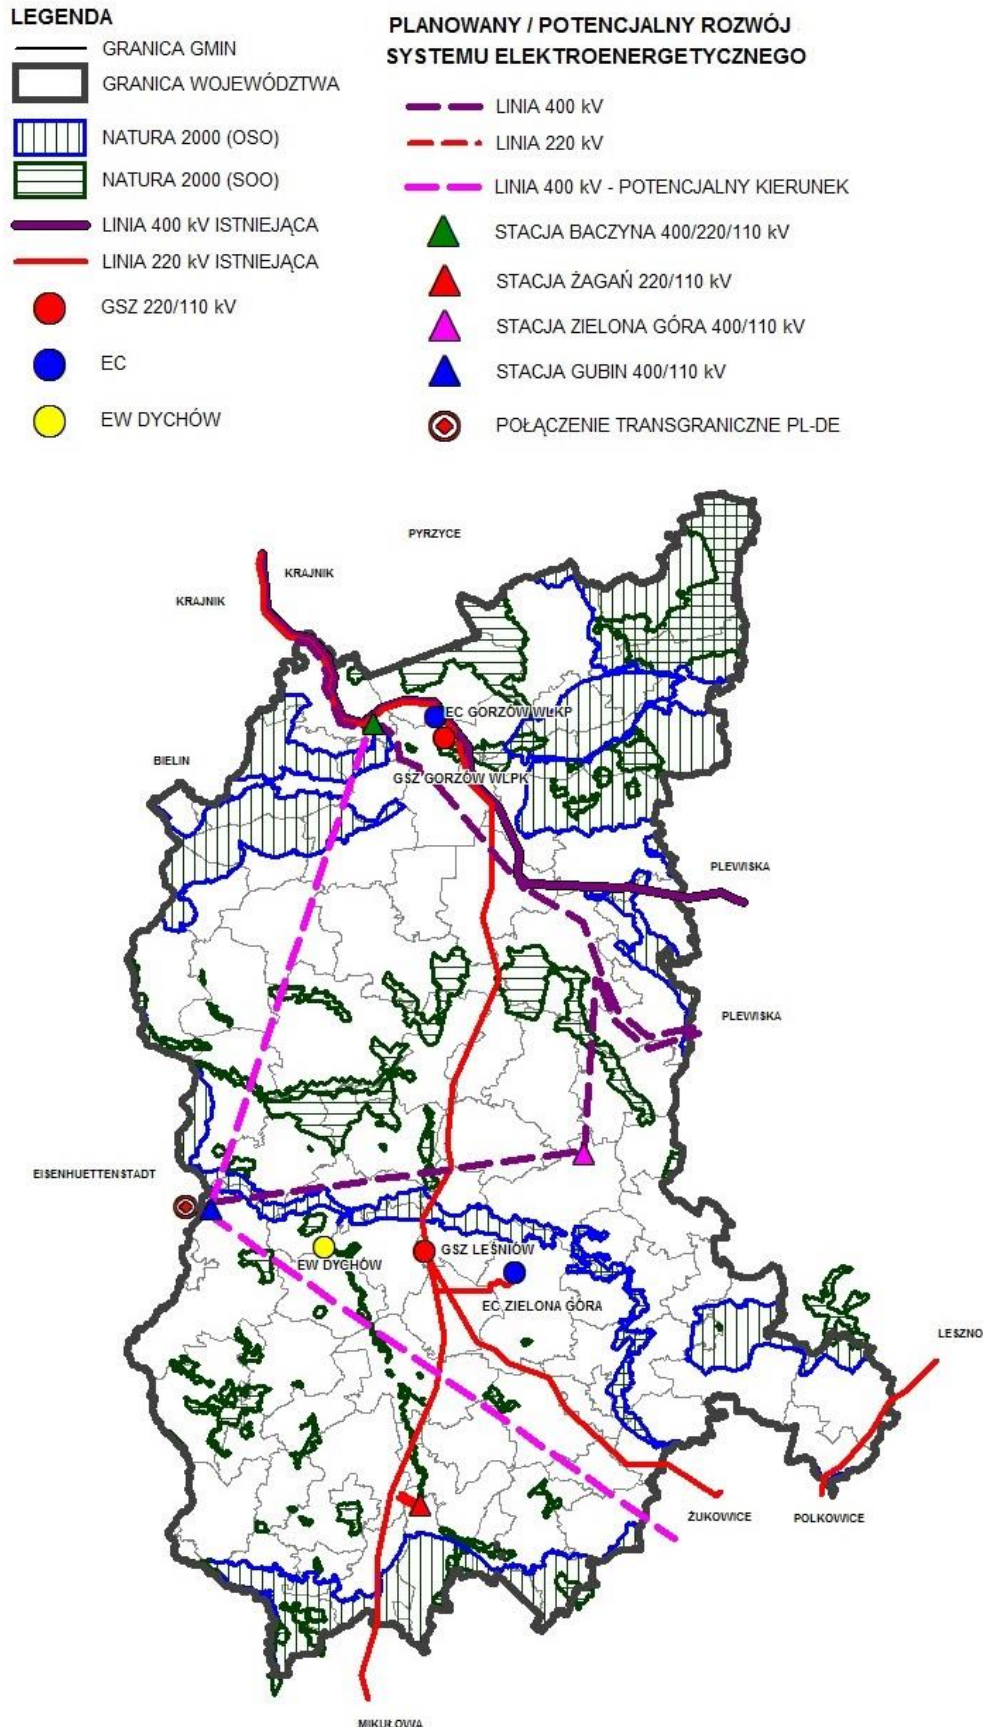 LEGENDA
GRANICA GMIN
GRANICA WOJEWÓDZTWA
NATURA 2000 (OSO)
NATURA 2000 (SOO)
LINIA 400 kV ISTNIEJĄCA
LINIA 220 kV ISTNIEJĄCA
GSZ 220/110 kV
EC
EW DYCHÓW
PLANOWANY / POTENCJALNY ROZWÓJ
SYSTEMU ELEKTROENERGETYCZNEGO
LINIA 400 kV
LINIA 220 kV
LINIA 400 kV - POTENCJALNY KIERUNEK
STACJA BACZYNA 400/220/110 kV
STACJA ŻAGAŃ 220/110 kV
STACJA ZIELONA GÓRA 400/110 kV
STACJA GUBIN 400/110 kV
POŁĄCZENIE TRANSGRANICZNE PL-DE
PYRZYCE
KRAJNIK
KRAJNIK
EC GORZÓW WLKP
BIELIN
GSZ GORZÓW WLPK
PLEWISKA
PLEWISKA
EISENHUETTENSTADT
GSZ LEŚNIÓW
EW DYCHÓW
EC ZIELONA GÓRA
LESZNO
ŻUKOWICE
POLKOWICE
MIKUŁOWA